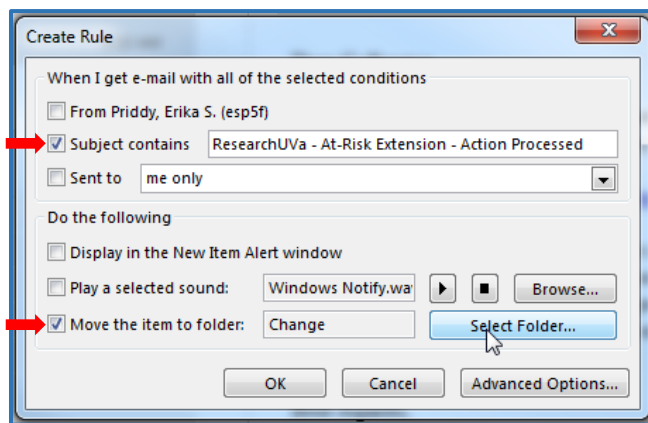 Create Rule
When I get e-mail with all of the selected conditions
From Priddy, Erika S. (esp5f)
Subject contains ResearchUVa - At-Risk Extension - Action Processed
Sent to me only
Do the following
Display in the New Item Alert window
Play a selected sound: Windows Notify.wa Browse...
Move the item to folder: Change Select Folder...
OK Cancel Advanced Options...